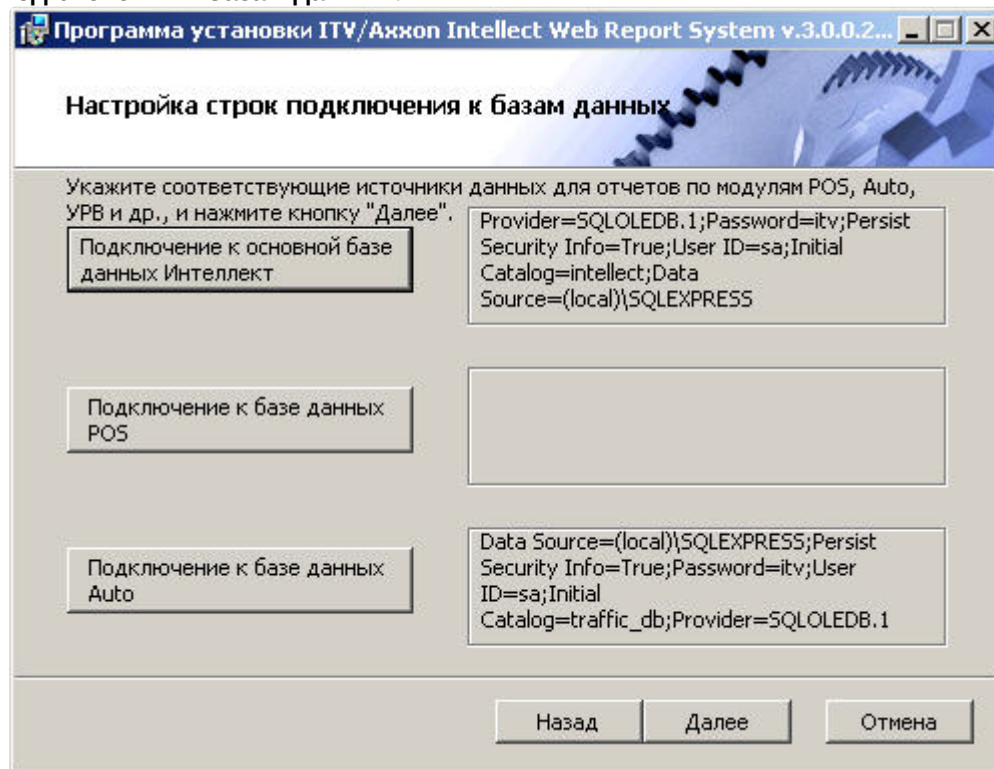 Программа установки ITV/Axxon Intellect Web Report System v.3.0.0.2...
Настройка строк подключения к базам данных
Укажите соответствующие источники данных для отчетов по модулям POS, Auto,
УРВ и др., и нажмите кнопку "Далее".
Подключение к основной базе
данных Интеллект
Provider=SQLOLEDB.1;Password=itv;Persist
Security Info=True;User ID=sa;Initial
Catalog=intellect;Data
Source=(local)\SQLEXPRESS
Подключение к базе данных
POS
Подключение к базе данных
Auto
Data Source=(local)\SQLEXPRESS;Persist
Security Info=True;Password=itv;User
ID=sa;Initial
Catalog=traffic_db;Provider=SQLOLEDB.1
Назад
Далее
Отмена